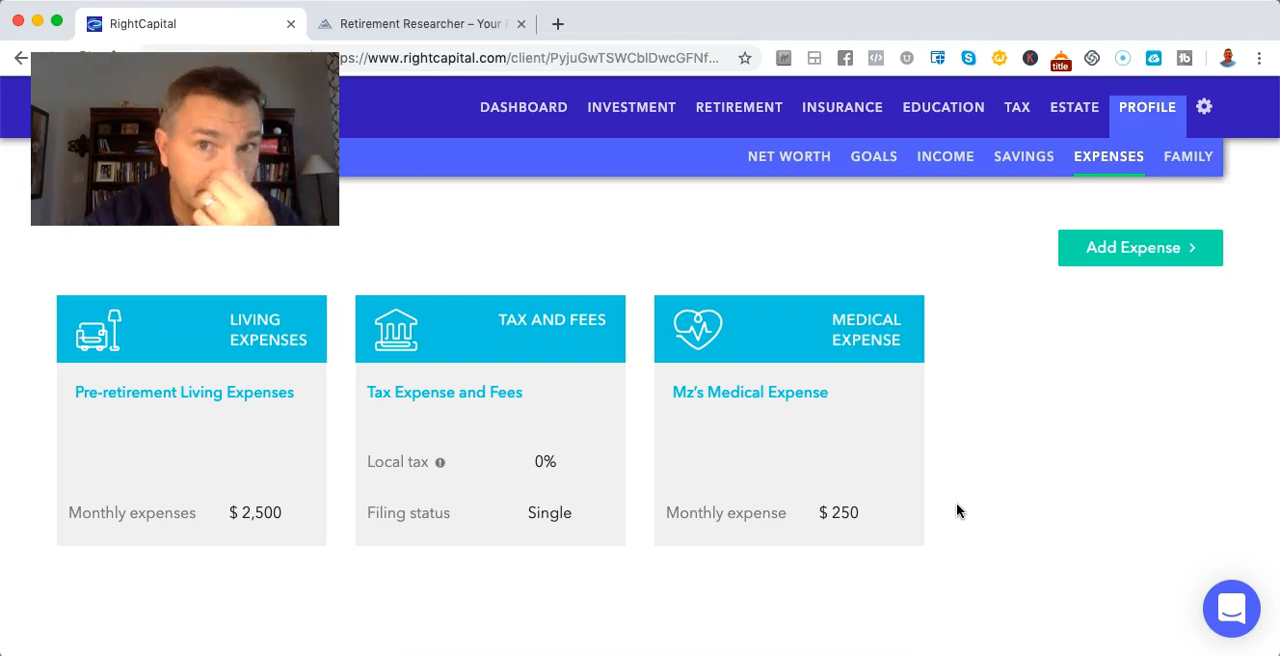 RightCapital
Retirement Researcher – Your
ps://www.rightcapital.com/client/PyjuGwTSWCblDwcGFNf...
title
DASHBOARD INVESTMENT RETIREMENT INSURANCE EDUCATION TAX ESTATE PROFILE
NET WORTH GOALS INCOME SAVINGS EXPENSES FAMILY
Add Expense >
LIVING
EXPENSES
Pre-retirement Living Expenses
Monthly expenses $ 2,500
TAX AND FEES
Tax Expense and Fees
Local tax 0%
Filing status Single
MEDICAL
EXPENSE
Mz's Medical Expense
Monthly expense $ 250